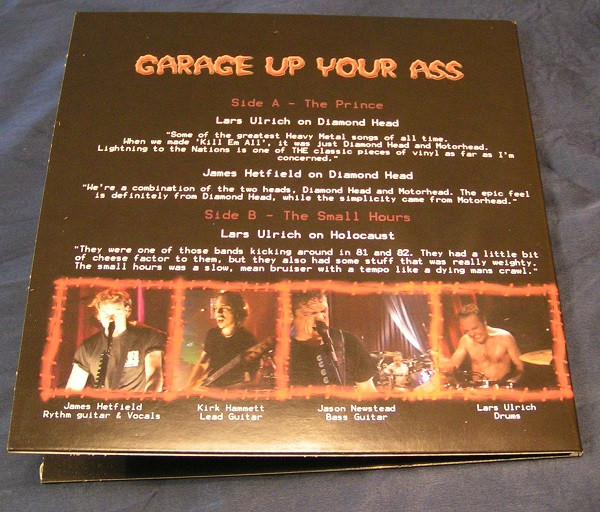 GARAGE UP YOUR ASS
Side A - The Prince
Lars Ulrich on Diamond Head
"Some of the greatest Heavy Metal songs of all time.
When we made 'Kill Em All', it was just Diamond Head and Motorhead.
Lightning to the Nations is one of THE classic pieces of vinyl as far as I'm
concerned."
James Hetfield on Diamond Head
"We're a combination of the two heads, Diamond Head and Motorhead. The epic feel
is definitely from Diamond Head, while the simplicity came from Motorhead."
Side B - The Small Hours
Lars Ulrich on Holocaust
"They were one of those bands kicking around in 81 and 82. They had a little bit
of cheese factor to them, but they also had some stuff that was really weighty.
The small hours was a slow, mean bruiser with a tempo like a dying mans crawl."
James Hetfield
Rythm guitar & Vocals
Kirk Hammett
Lead Guitar
Jason Newstead
Bass Guitar
Lars Ulrich
Drums